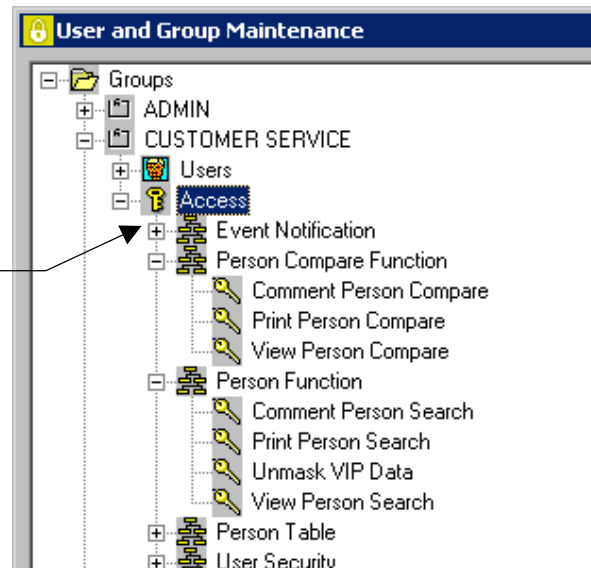 User and Group Maintenance
Groups
ADMIN
CUSTOMER SERVICE
Users
Access
Event Notification
Person Compare Function
Comment Person Compare
Print Person Compare
View Person Compare
Person Function
Comment Person Search
Print Person Search
Unmask VIP Data
View Person Search
Person Table
User Security